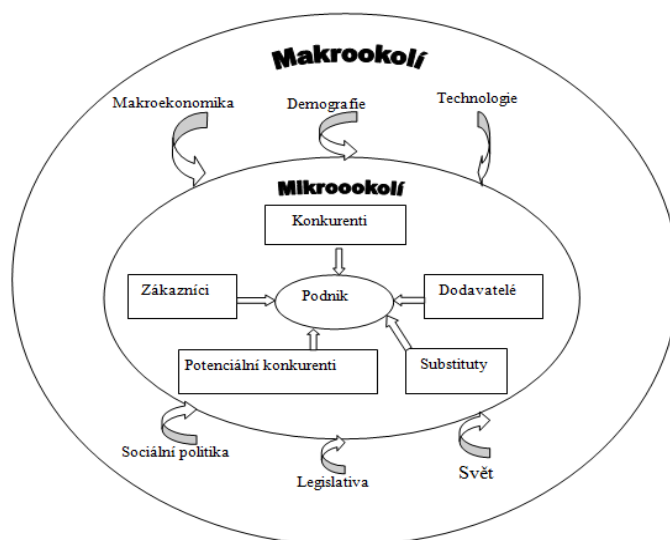 Makrookolí
Makroekonomika
Demografie
Technologie
Mikroookolí
Konkurenti
Zákazníci
Podnik
Dodavatelé
Potenciální konkurenti
Substituty
Sociální politika
Legislativa
Svět